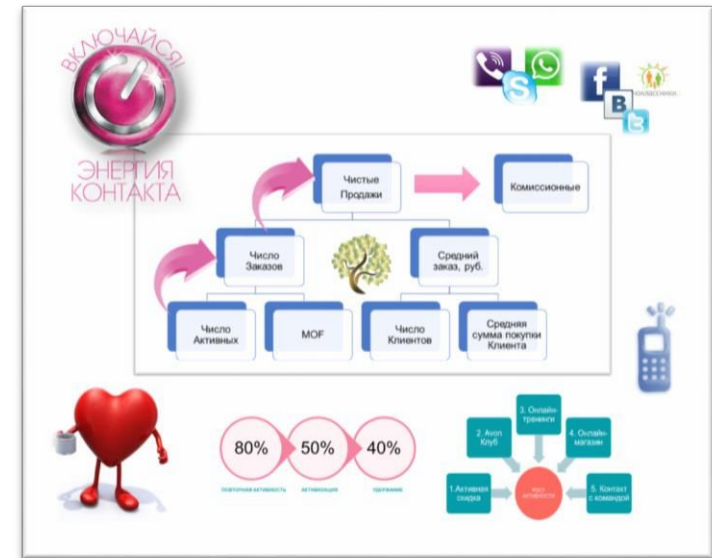 ВКЛЮЧАЙСЯ!
ЭНЕРГИЯ
КОНТАКТА
Чистые
Продажи
Комиссионные
Число
Заказов
Средний
заказ, руб.
Число
Активных
MOF
Число
Клиентов
Средняя
сумма покупки
Клиента
80%
50%
40%
ПОВТОРНАЯ АКТИВНОСТЬ
АКТИВИЗАЦИЯ
УДЕРЖАНИЕ
1.Активная
скидка
2. Avon
Клуб
3. Онлайн-
тренинги
4. Онлайн-
магазин
5. Контакт
с командой
РОСТ
АКТИВНОСТИ